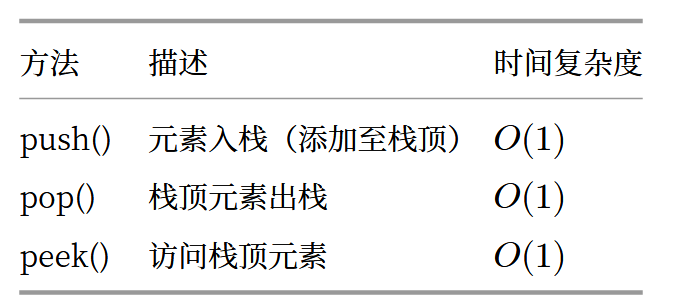 方法 描述 时间复杂度
push() 元素入栈（添加至栈顶） O(1)
pop() 栈顶元素出栈 O(1)
peek() 访问栈顶元素 O(1)